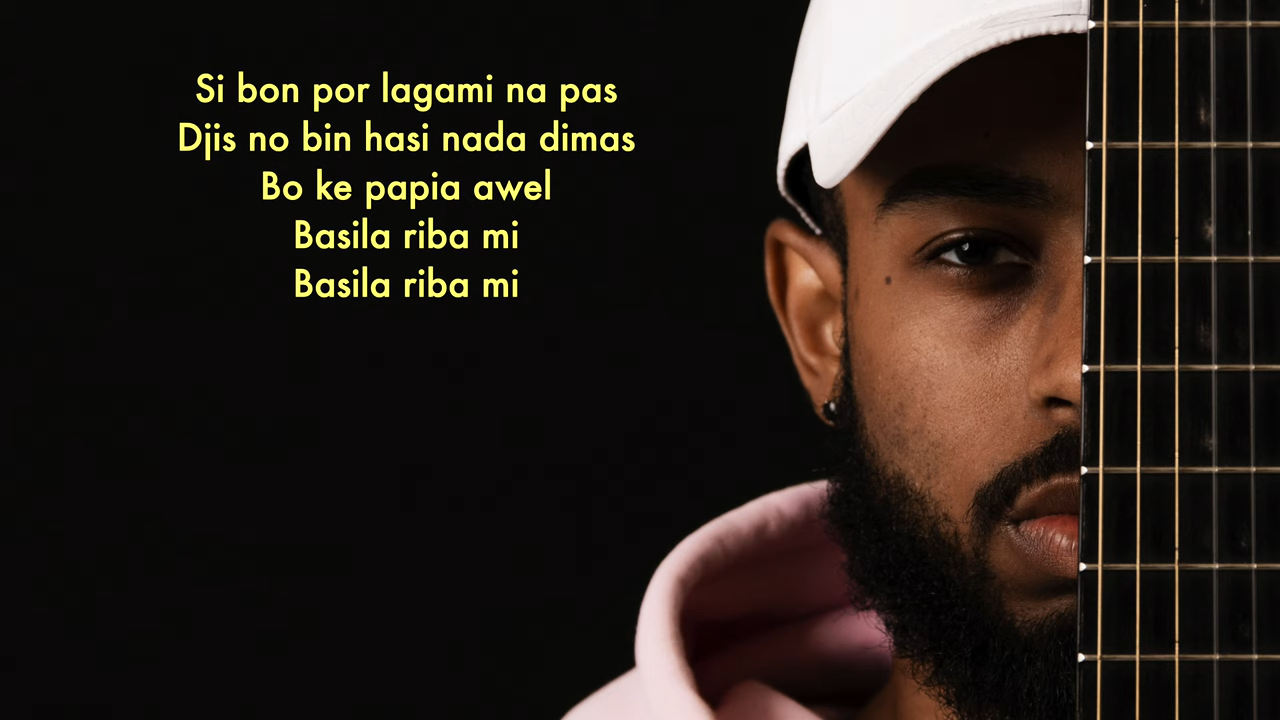 Si bon por lagami na pas
Djis no bin hasi nada dimas
Bo ke papia awel
Basila riba mi
Basila riba mi